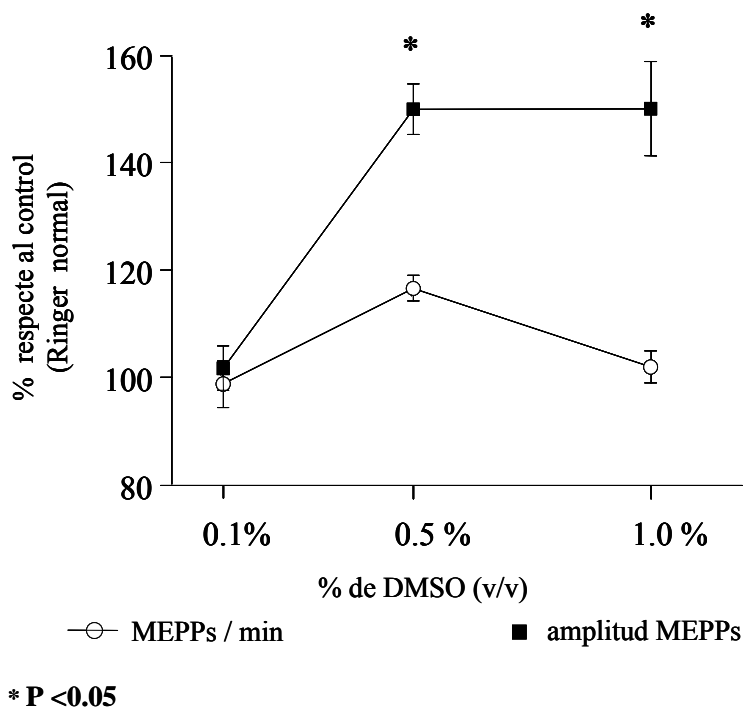 *
*
160
140
120
100
80
% respecte al control
(Ringer normal)
0.1% 0.5 % 1.0 %
% de DMSO (v/v)
MEPPs / min amplitud MEPPs
* P <0.05